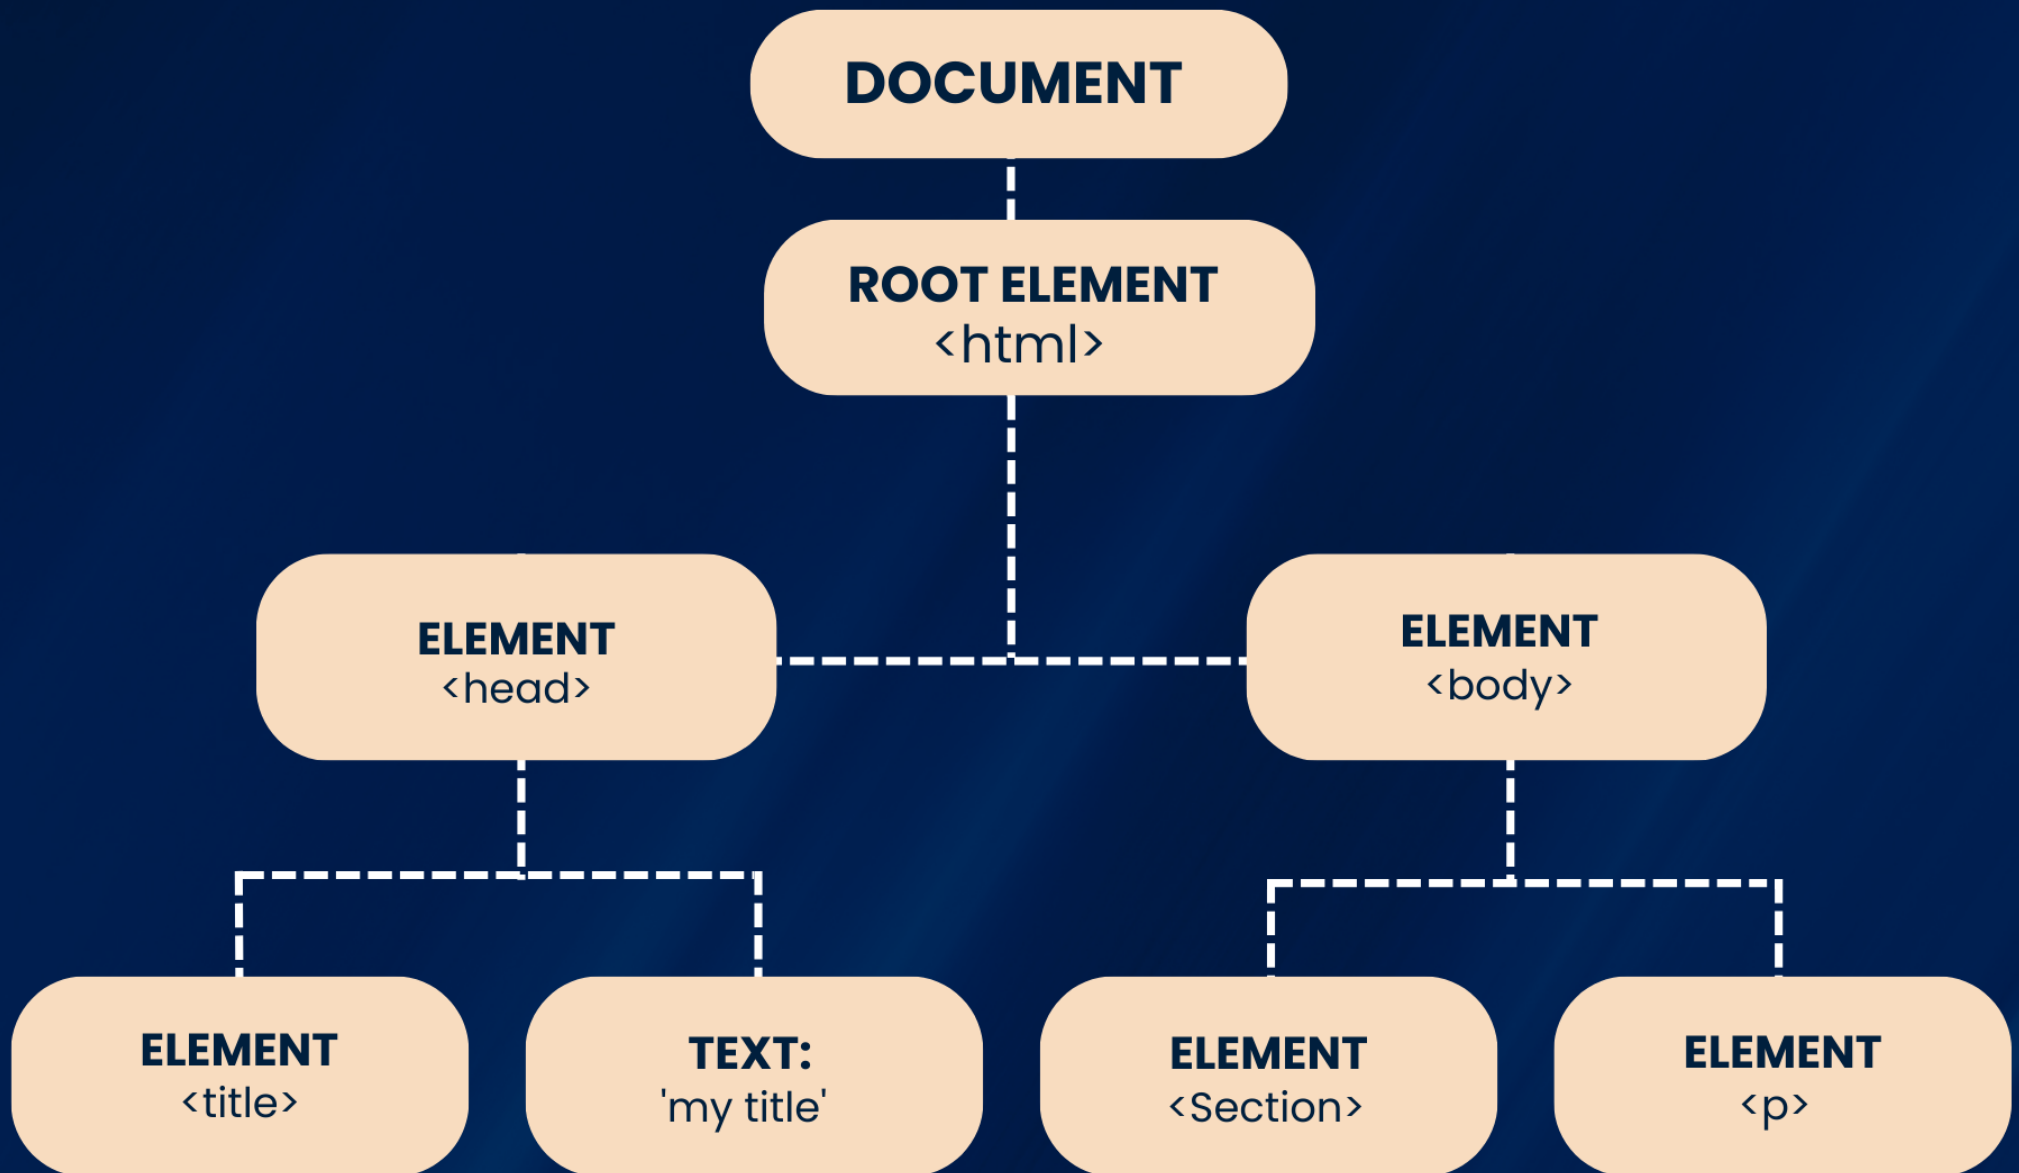 DOCUMENT
ROOT ELEMENT
<html>
ELEMENT
<head>
ELEMENT
<body>
ELEMENT
<title>
TEXT:
'my title'
ELEMENT
<Section>
ELEMENT
<p>